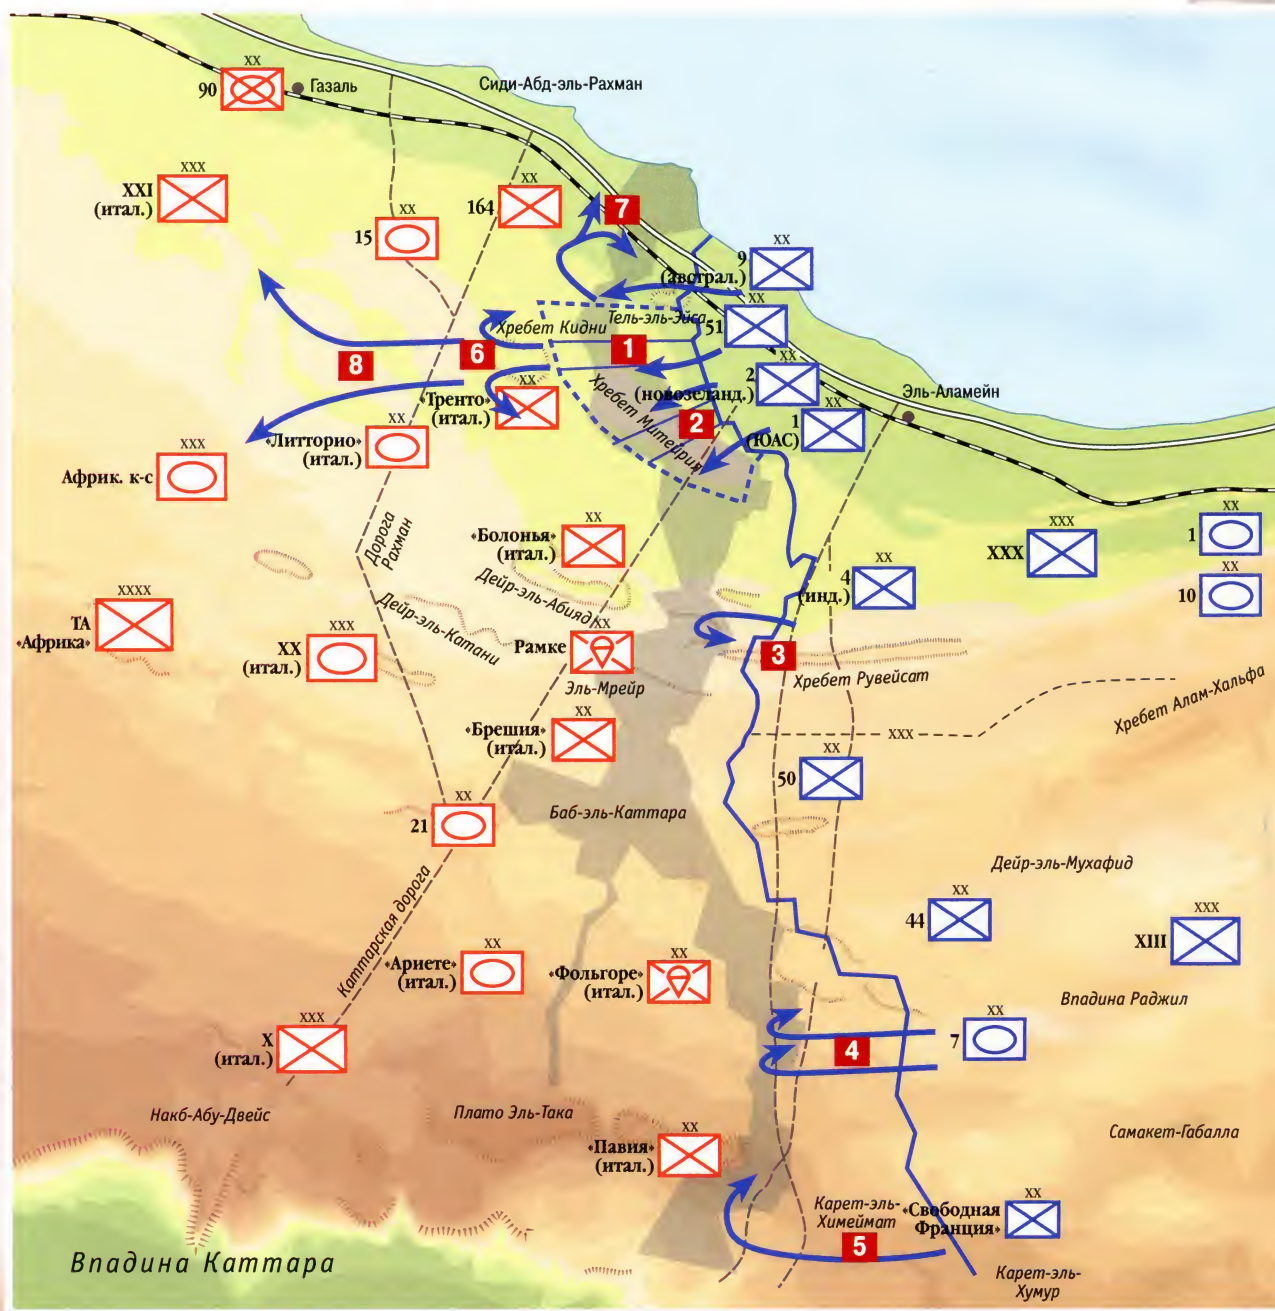 XX
90
Газаль
Сиди-Абд-эль-Рахман
XXX
XXI
(итал.)
XX
164
XX
15
7
XX
9
(австрал.)
XX
51
Тель-эль-Эйса
Хребет Кидни
1
6
8
XX
2
(новозеланд.)
XX
«Тренто»
(итал.)
Хребет Митейрия
2
XX
1
(ЮАС)
Эль-Аламейн
XX
«Литторио»
(итал.)
XXX
Африк. к-с
Дорога
Рахман
XX
«Болонья»
(итал.)
XXX
XXX
XX
1
XX
10
XX
4
(инд.)
Дейр-эль-Абияд
Дейр-эль-Катани
XXXX
ТА
«Африка»
XXX
XX
(итал.)
XX
Рамке
Эль-Мрейр
3
Хребет Рувейсат
Хребет Алам-Хальфа
XX
«Брешия»
(итал.)
XXX
XX
50
XX
21
Баб-эль-Каттара
Дейр-эль-Мухафид
Каттарская дорога
XX
44
XXX
XIII
XX
«Ариете»
(итал.)
XX
«Фольгоре»
(итал.)
Впадина Раджил
XXX
X
(итал.)
4
XX
7
Накб-Абу-Двейс
Плато Эль-Така
XX
«Павия»
(итал.)
Самакет-Габалла
Карет-эль-
Химеймат
XX
«Свободная
Франция»
5
Впадина Каттара
Карет-эль-
Хумур